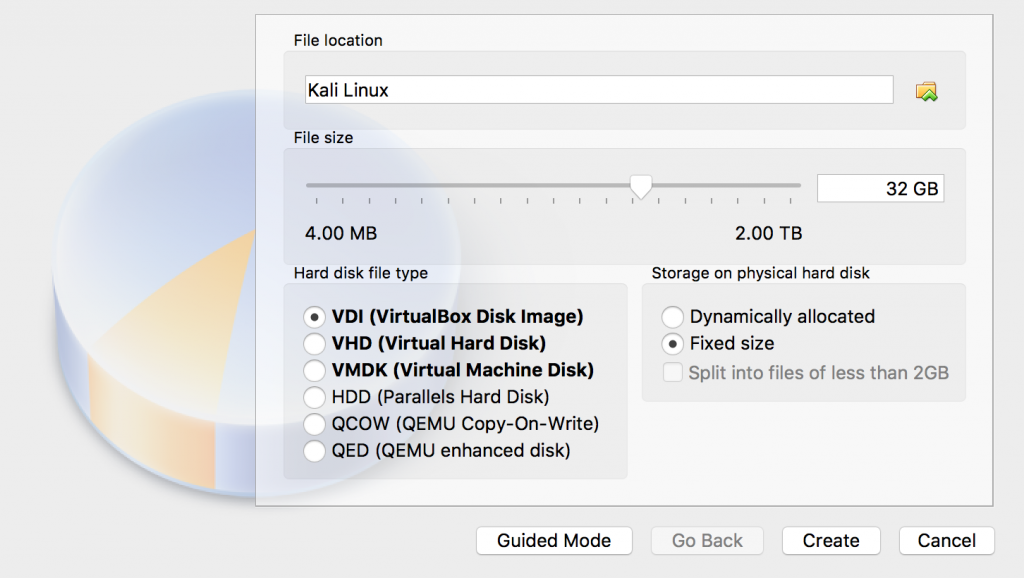 File location
Kali Linux
File size
32 GB
4.00 MB 2.00 TB
Hard disk file type
VDI (VirtualBox Disk Image)
VHD (Virtual Hard Disk)
VMDK (Virtual Machine Disk)
HDD (Parallels Hard Disk)
QCOW (QEMU Copy-On-Write)
QED (QEMU enhanced disk)
Storage on physical hard disk
Dynamically allocated
Fixed size
Split into files of less than 2GB
Guided Mode Go Back Create Cancel